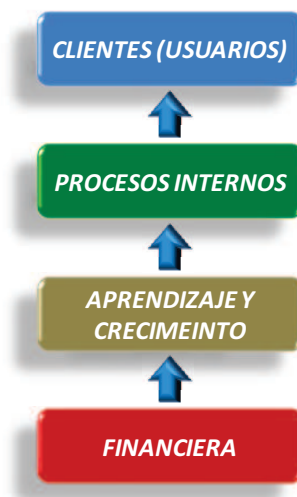 CLIENTES (USUARIOS)
PROCESOS INTERNOS
APRENDIZAJE Y
CRECIMEINTO
FINANCIERA